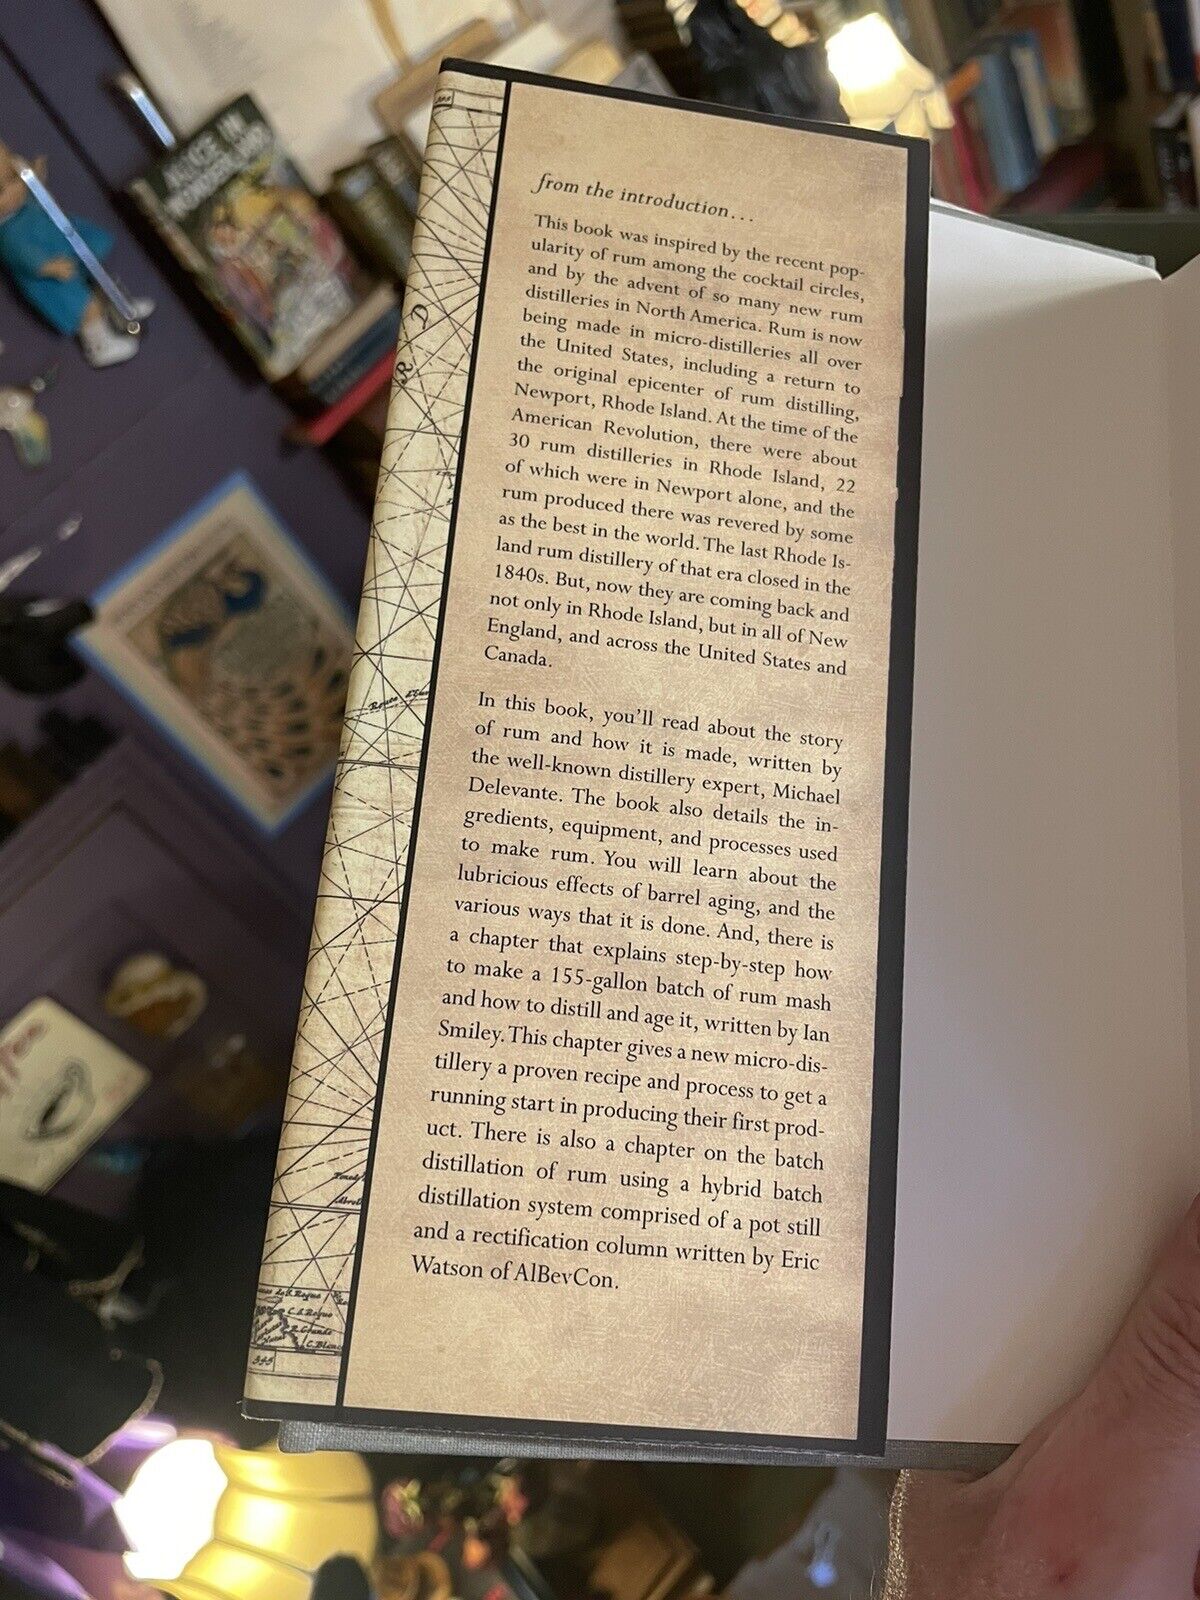 ALICE IN
WONDERLAND
R. D
from the introduction...
This book was inspired by the recent pop-
ularity of rum among the cocktail circles,
and by the advent of so many new rum
distilleries in North America. Rum is now
being made in micro-distilleries all over
the United States, including a return to
the original epicenter of rum distilling,
Newport, Rhode Island. At the time of the
American Revolution, there were about
30 rum distilleries in Rhode Island, 22
of which were in Newport alone, and the
rum produced there was revered by some
as the best in the world. The last Rhode Is-
land rum distillery of that era closed in the
1840s. But, now they are coming back and
not only in Rhode Island, but in all of New
England, and across the United States and
Canada.
In this book, you'll read about the story
of rum and how it is made, written by
the well-known distillery expert, Michael
Delevante. The book also details the in-
gredients, equipment, and processes used
to make rum. You will learn about the
lubricious effects of barrel aging, and the
various ways that it is done. And, there is
a chapter that explains step-by-step how
to make a 155-gallon batch of rum mash
and how to distill and age it, written by Ian
Smiley. This chapter gives a new micro-dis-
tillery a proven recipe and process to get a
running start in producing their first prod-
uct. There is also a chapter on the batch
distillation of rum using a hybrid batch
distillation system comprised of a pot still
and a rectification column written by Eric
Watson of AlBevCon.
C.S.Roque
C.Blanc
345